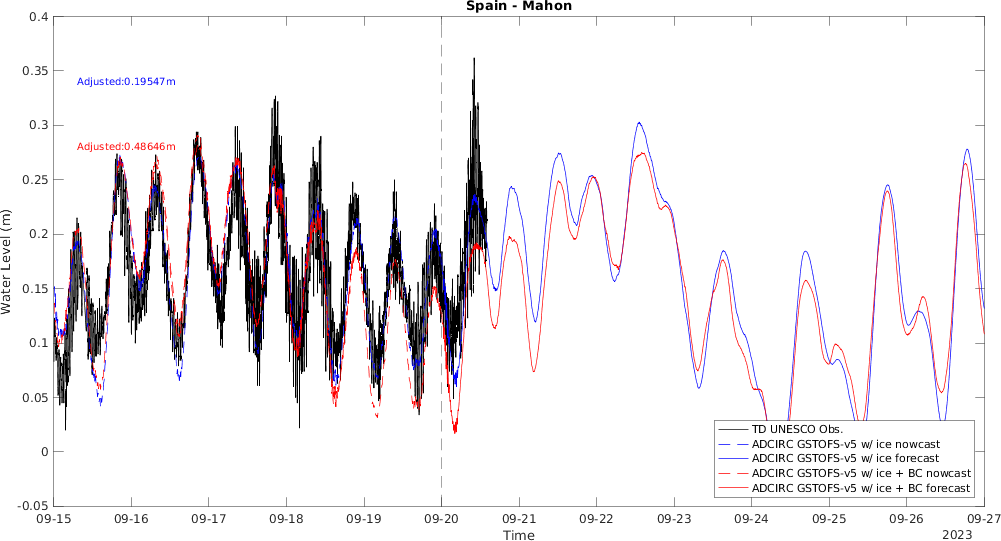 Spain - Mahon
0.4
0.35
0.3
0.25
0.2
0.15
0.1
0.05
0
-0.05
Water Level (m)
Adjusted:0.19547m
Adjusted:0.48646m
TD UNESCO Obs.
ADCIRC GSTOFS-v5 w/ ice nowcast
ADCIRC GSTOFS-v5 w/ ice forecast
ADCIRC GSTOFS-v5 w/ ice + BC nowcast
ADCIRC GSTOFS-v5 w/ ice + BC forecast
09-15 09-16 09-17 09-18 09-19 09-20 09-21 09-22 09-23 09-24 09-25 09-26 09-27
Time
2023